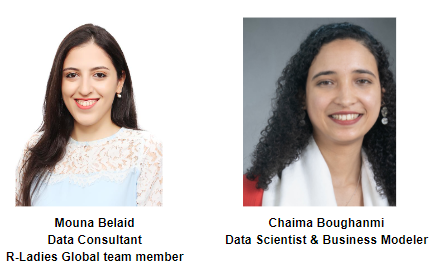 Mouna Belaid
Data Consultant
R-Ladies Global team member
Chaima Boughanmi
Data Scientist & Business Modeler